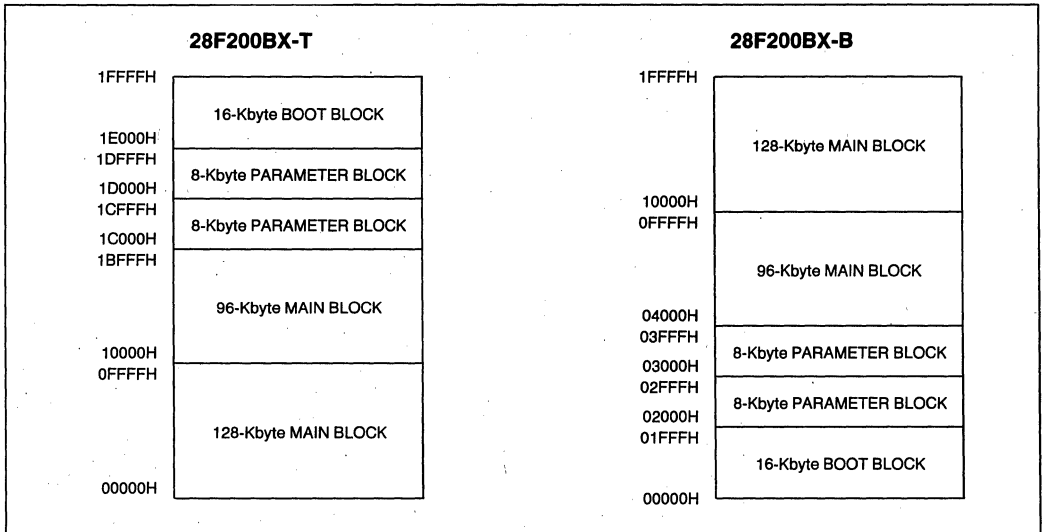 28F200BX-T
1FFFFH
16-Kbyte BOOT BLOCK
1E000H
1DFFFH
8-Kbyte PARAMETER BLOCK
1D000H
1CFFFH
8-Kbyte PARAMETER BLOCK
1C000H
1BFFFH
96-Kbyte MAIN BLOCK
10000H
0FFFFH
128-Kbyte MAIN BLOCK
00000H
28F200BX-B
1FFFFH
128-Kbyte MAIN BLOCK
10000H
0FFFFH
96-Kbyte MAIN BLOCK
04000H
03FFFH
8-Kbyte PARAMETER BLOCK
03000H
02FFFH
8-Kbyte PARAMETER BLOCK
02000H
01FFFH
16-Kbyte BOOT BLOCK
00000H